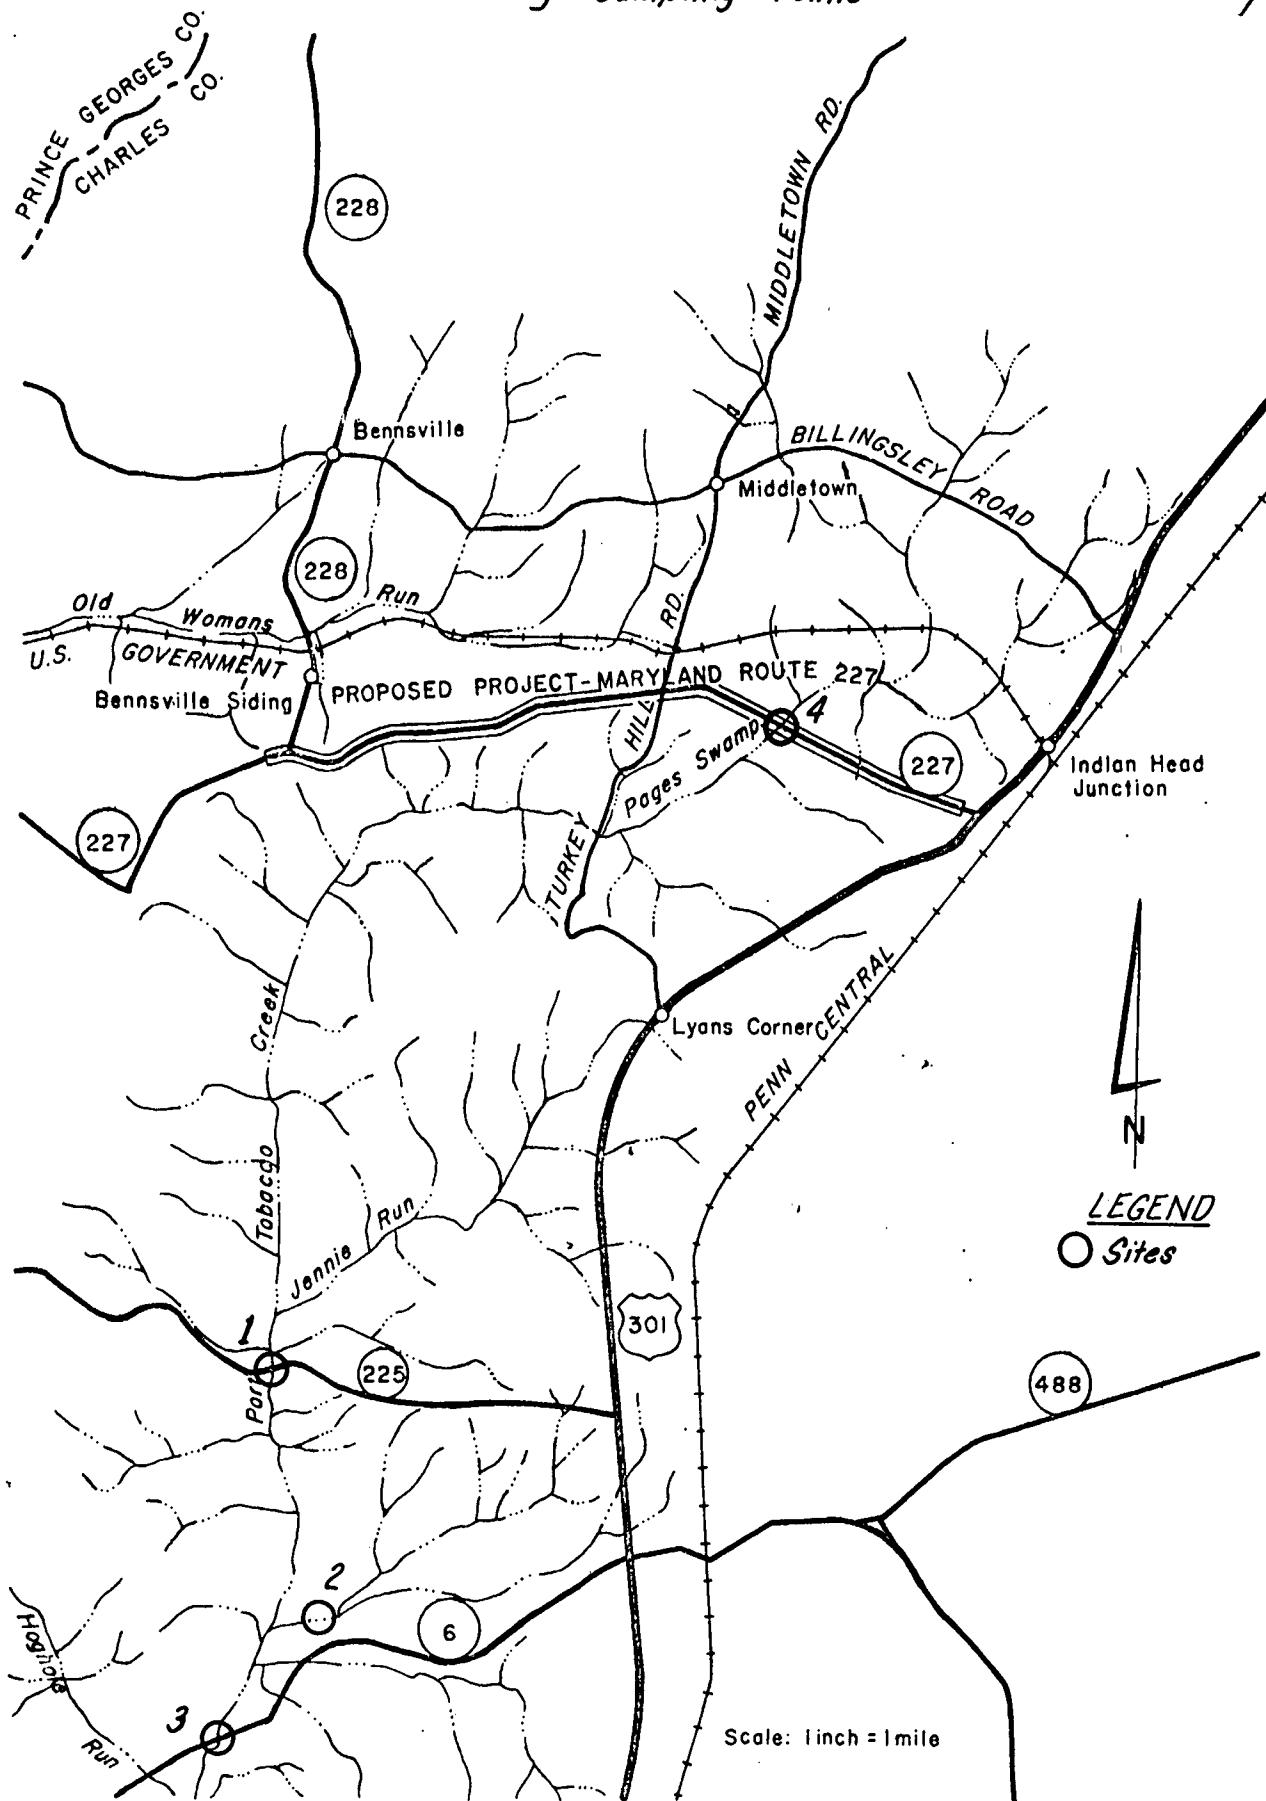 Sampling
PRINCE GEORGES CO.
CHARLES CO.
228
MIDDLETOWN RD.
Bennsville
BILLINGSLEY ROAD
Middletown
228
Old Womans Run
U.S. GOVERNMENT
Bennsville Siding
PROPOSED PROJECT-MARYLAND ROUTE 227
4
TURKEY HILL RD.
Pages Swamp
227
Indian Head
Junction
227
Lyans Corner
PENN CENTRAL
N
Port Tobacco Creek
Jennie Run
LEGEND
Sites
1
225
301
488
2
6
Hoghole Run
3
Scale: 1 inch = 1 mile